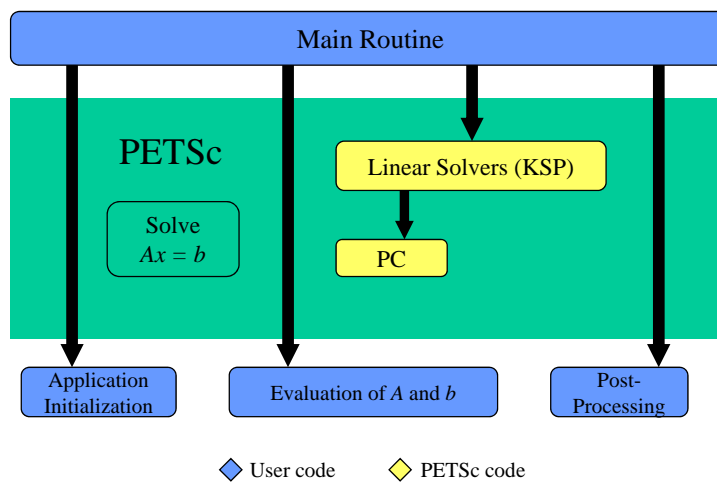 Main Routine
PETSc
Linear Solvers (KSP)
Solve
Ax = b
PC
Application
Initialization
Evaluation of A and b
Post-
Processing
User code
PETSc code